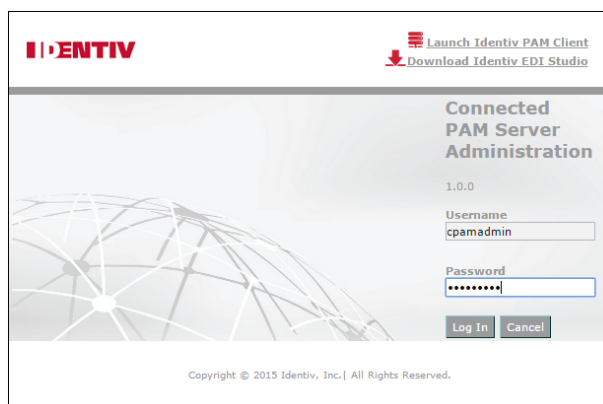 IDENTIV
Launch Identiv PAM Client
Download Identiv EDI Studio
Connected
PAM Server
Administration
1.0.0
Username
cpamadmin
Password
•••••••••
Log In Cancel
Copyright © 2015 Identiv, Inc.| All Rights Reserved.